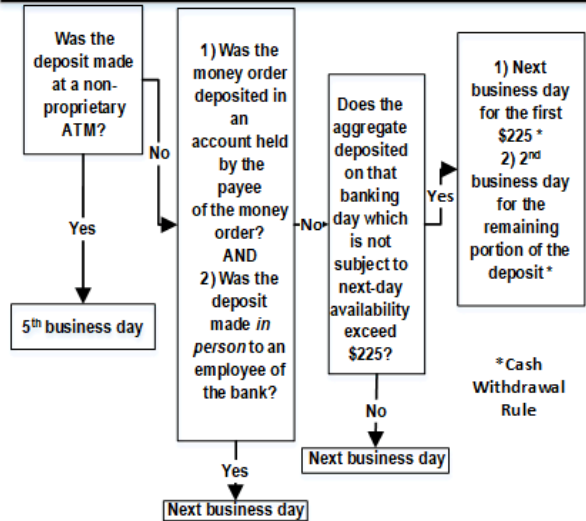 Was the
deposit made
at a non-
proprietary
ATM?
No
Yes
5th business day
1) Was the
money order
deposited in
an
account held
by the
payee
of the money
order?
AND
2) Was the
deposit
made in
person to an
employee of
the bank?
No
Yes
Next business day
Does the
aggregate
deposited
on that
banking
day which
is not
subject to
next-day
availability
exceed
$225?
Yes
No
Next business day
1) Next
business day
for the first
$225 *
2) 2nd
business day
for the
remaining
portion of the
deposit *
*Cash
Withdrawal
Rule